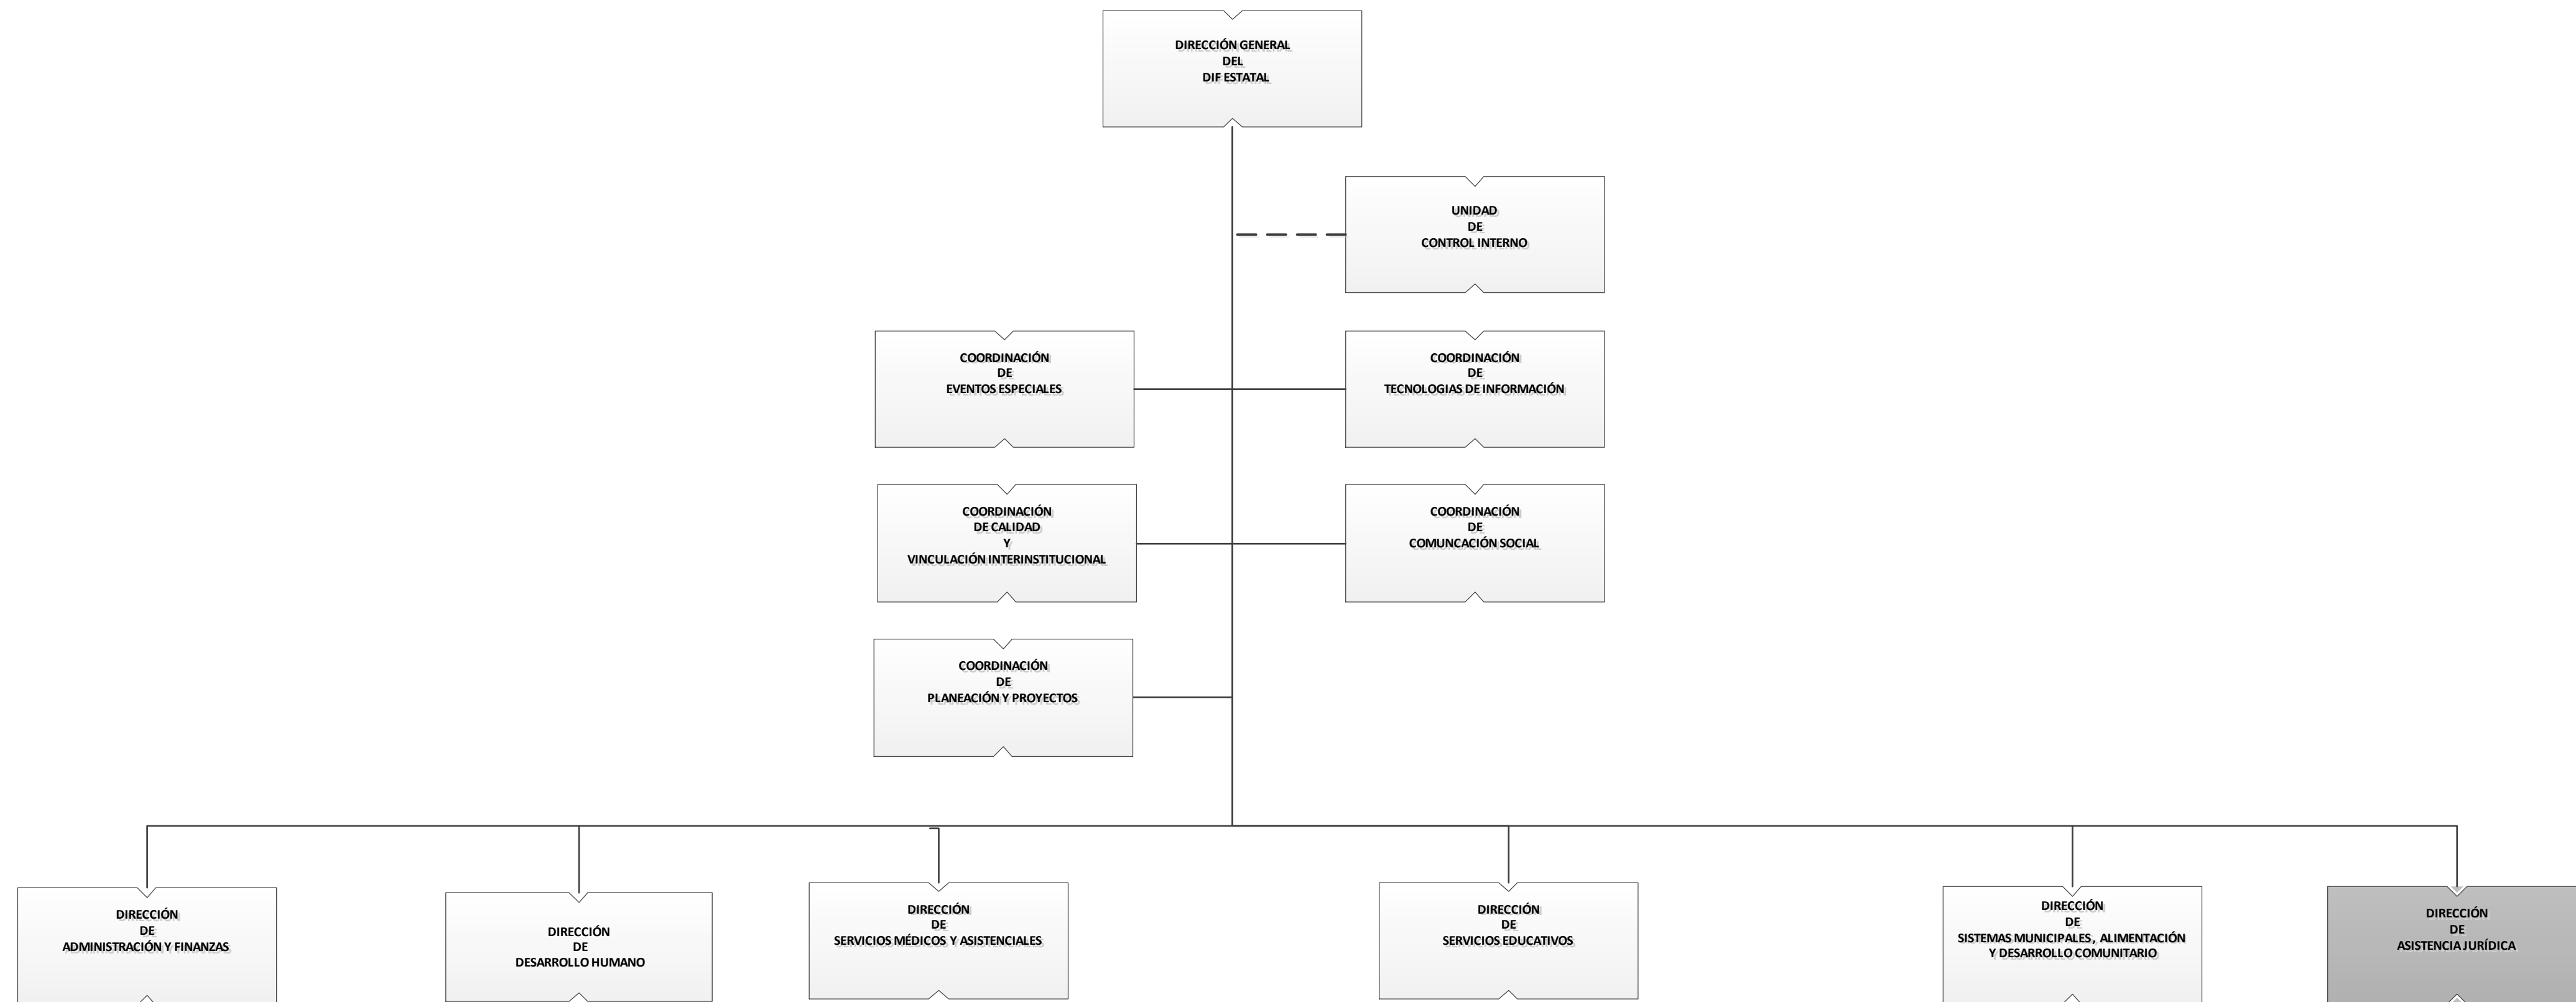 DIRECCIÓN GENERAL
DEL
DIF ESTATAL
UNIDAD
DE
CONTROL INTERNO
COORDINACIÓN
DE
EVENTOS ESPECIALES
COORDINACIÓN
DE
TECNOLOGIAS DE INFORMACIÓN
COORDINACIÓN
DE CALIDAD
Y
VINCULACIÓN INTERINSTITUCIONAL
COORDINACIÓN
DE
COMUNCACIÓN SOCIAL
COORDINACIÓN
DE
PLANEACIÓN Y PROYECTOS
DIRECCIÓN
DE
ADMINISTRACIÓN Y FINANZAS
DIRECCIÓN
DE
DESARROLLO HUMANO
DIRECCIÓN
DE
SERVICIOS MÉDICOS Y ASISTENCIALES
DIRECCIÓN
DE
SERVICIOS EDUCATIVOS
DIRECCIÓN
DE
SISTEMAS MUNICIPALES, ALIMENTACIÓN
Y DESARROLLO COMUNITARIO
DIRECCIÓN
DE
ASISTENCIA JURÍDICA